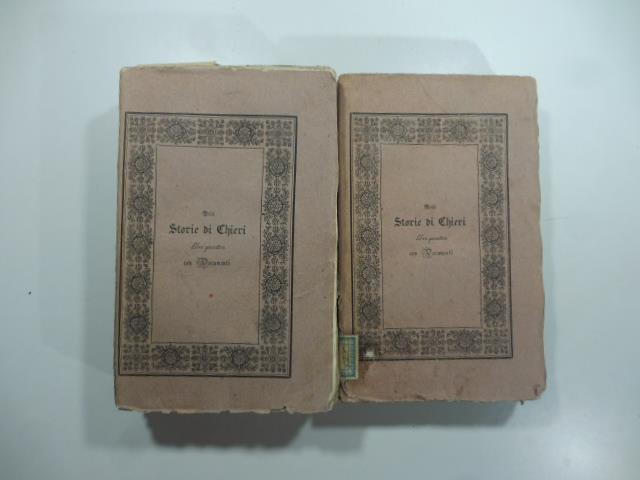 Delle
Storie di Chieri
Libri quattro
con Documenti
Delle
Storie di Chieri
Libri quattro
con Documenti